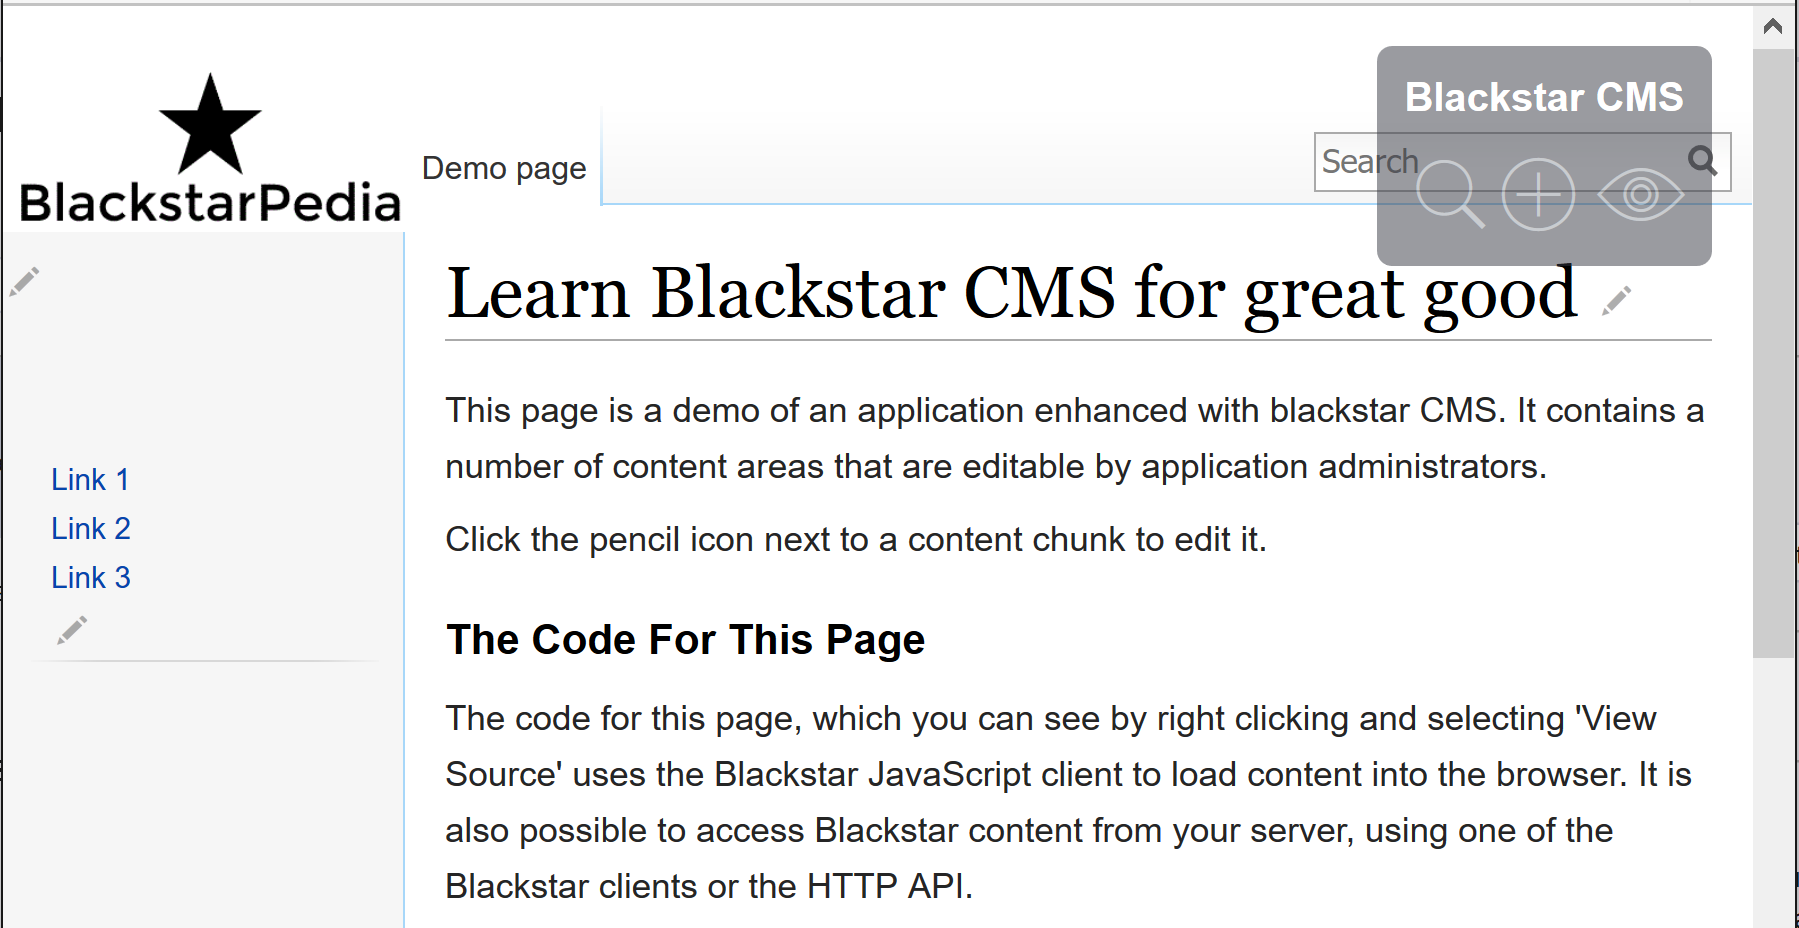 Blackstar CMS
BlackstarPedia
Demo page
Search
Learn Blackstar CMS for great good
Link 1
Link 2
Link 3
This page is a demo of an application enhanced with blackstar CMS. It contains a
number of content areas that are editable by application administrators.
Click the pencil icon next to a content chunk to edit it.
The Code For This Page
The code for this page, which you can see by right clicking and selecting 'View
Source' uses the Blackstar JavaScript client to load content into the browser. It is
also possible to access Blackstar content from your server, using one of the
Blackstar clients or the HTTP API.